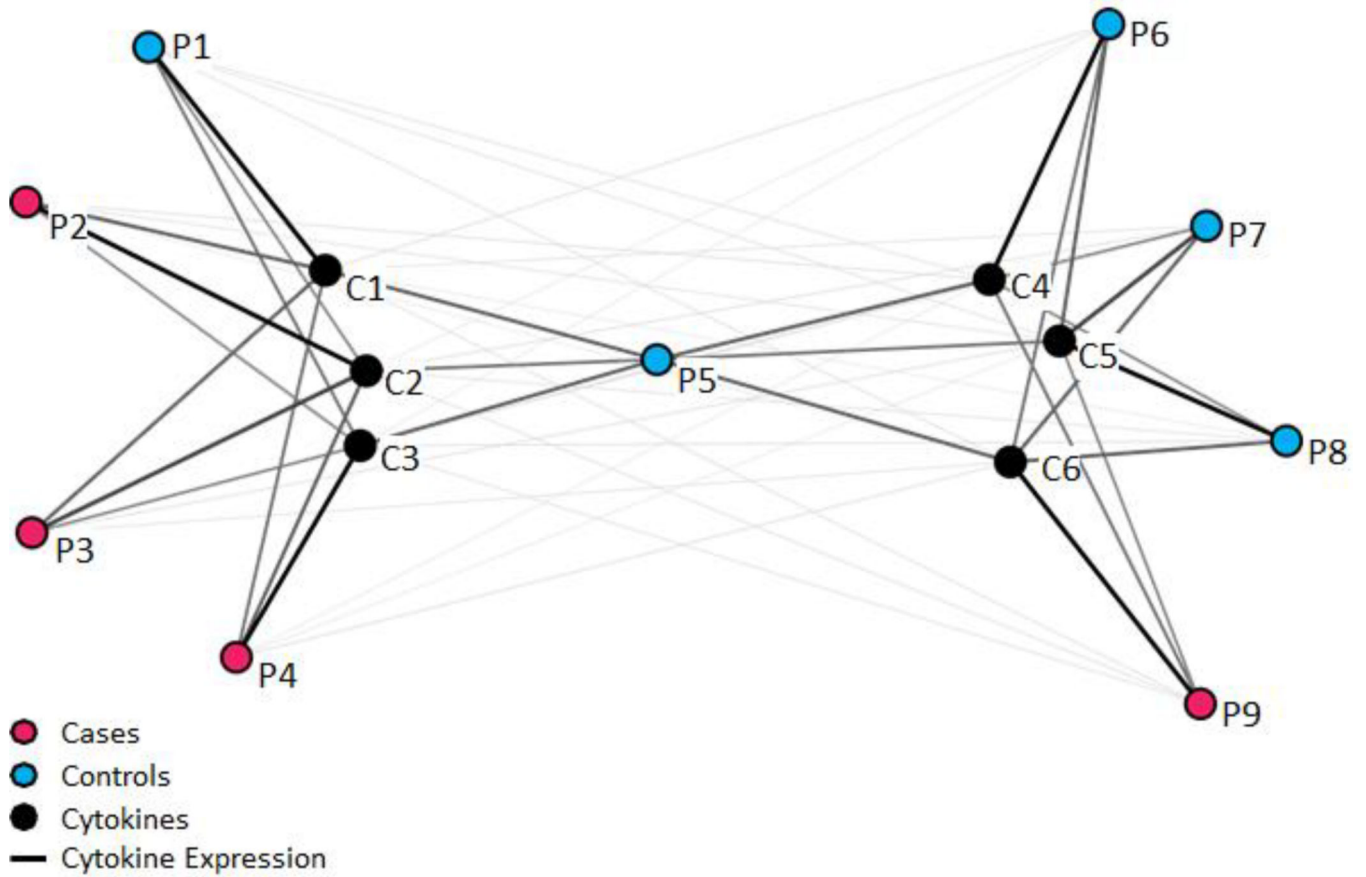 P1
P6
P2
P7
C1
C4
C5
C2
P5
C3
C6
P8
P3
P4
P9
Cases
Controls
Cytokines
Cytokine Expression